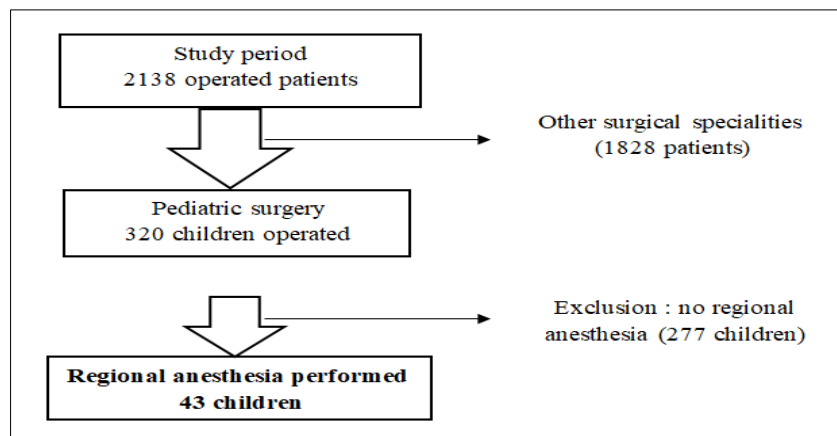 Study period
2138 operated patients
Other surgical specialities
(1828 patients)
Pediatric surgery
320 children operated
Exclusion : no regional
anesthesia (277 children)
Regional anesthesia performed
43 children